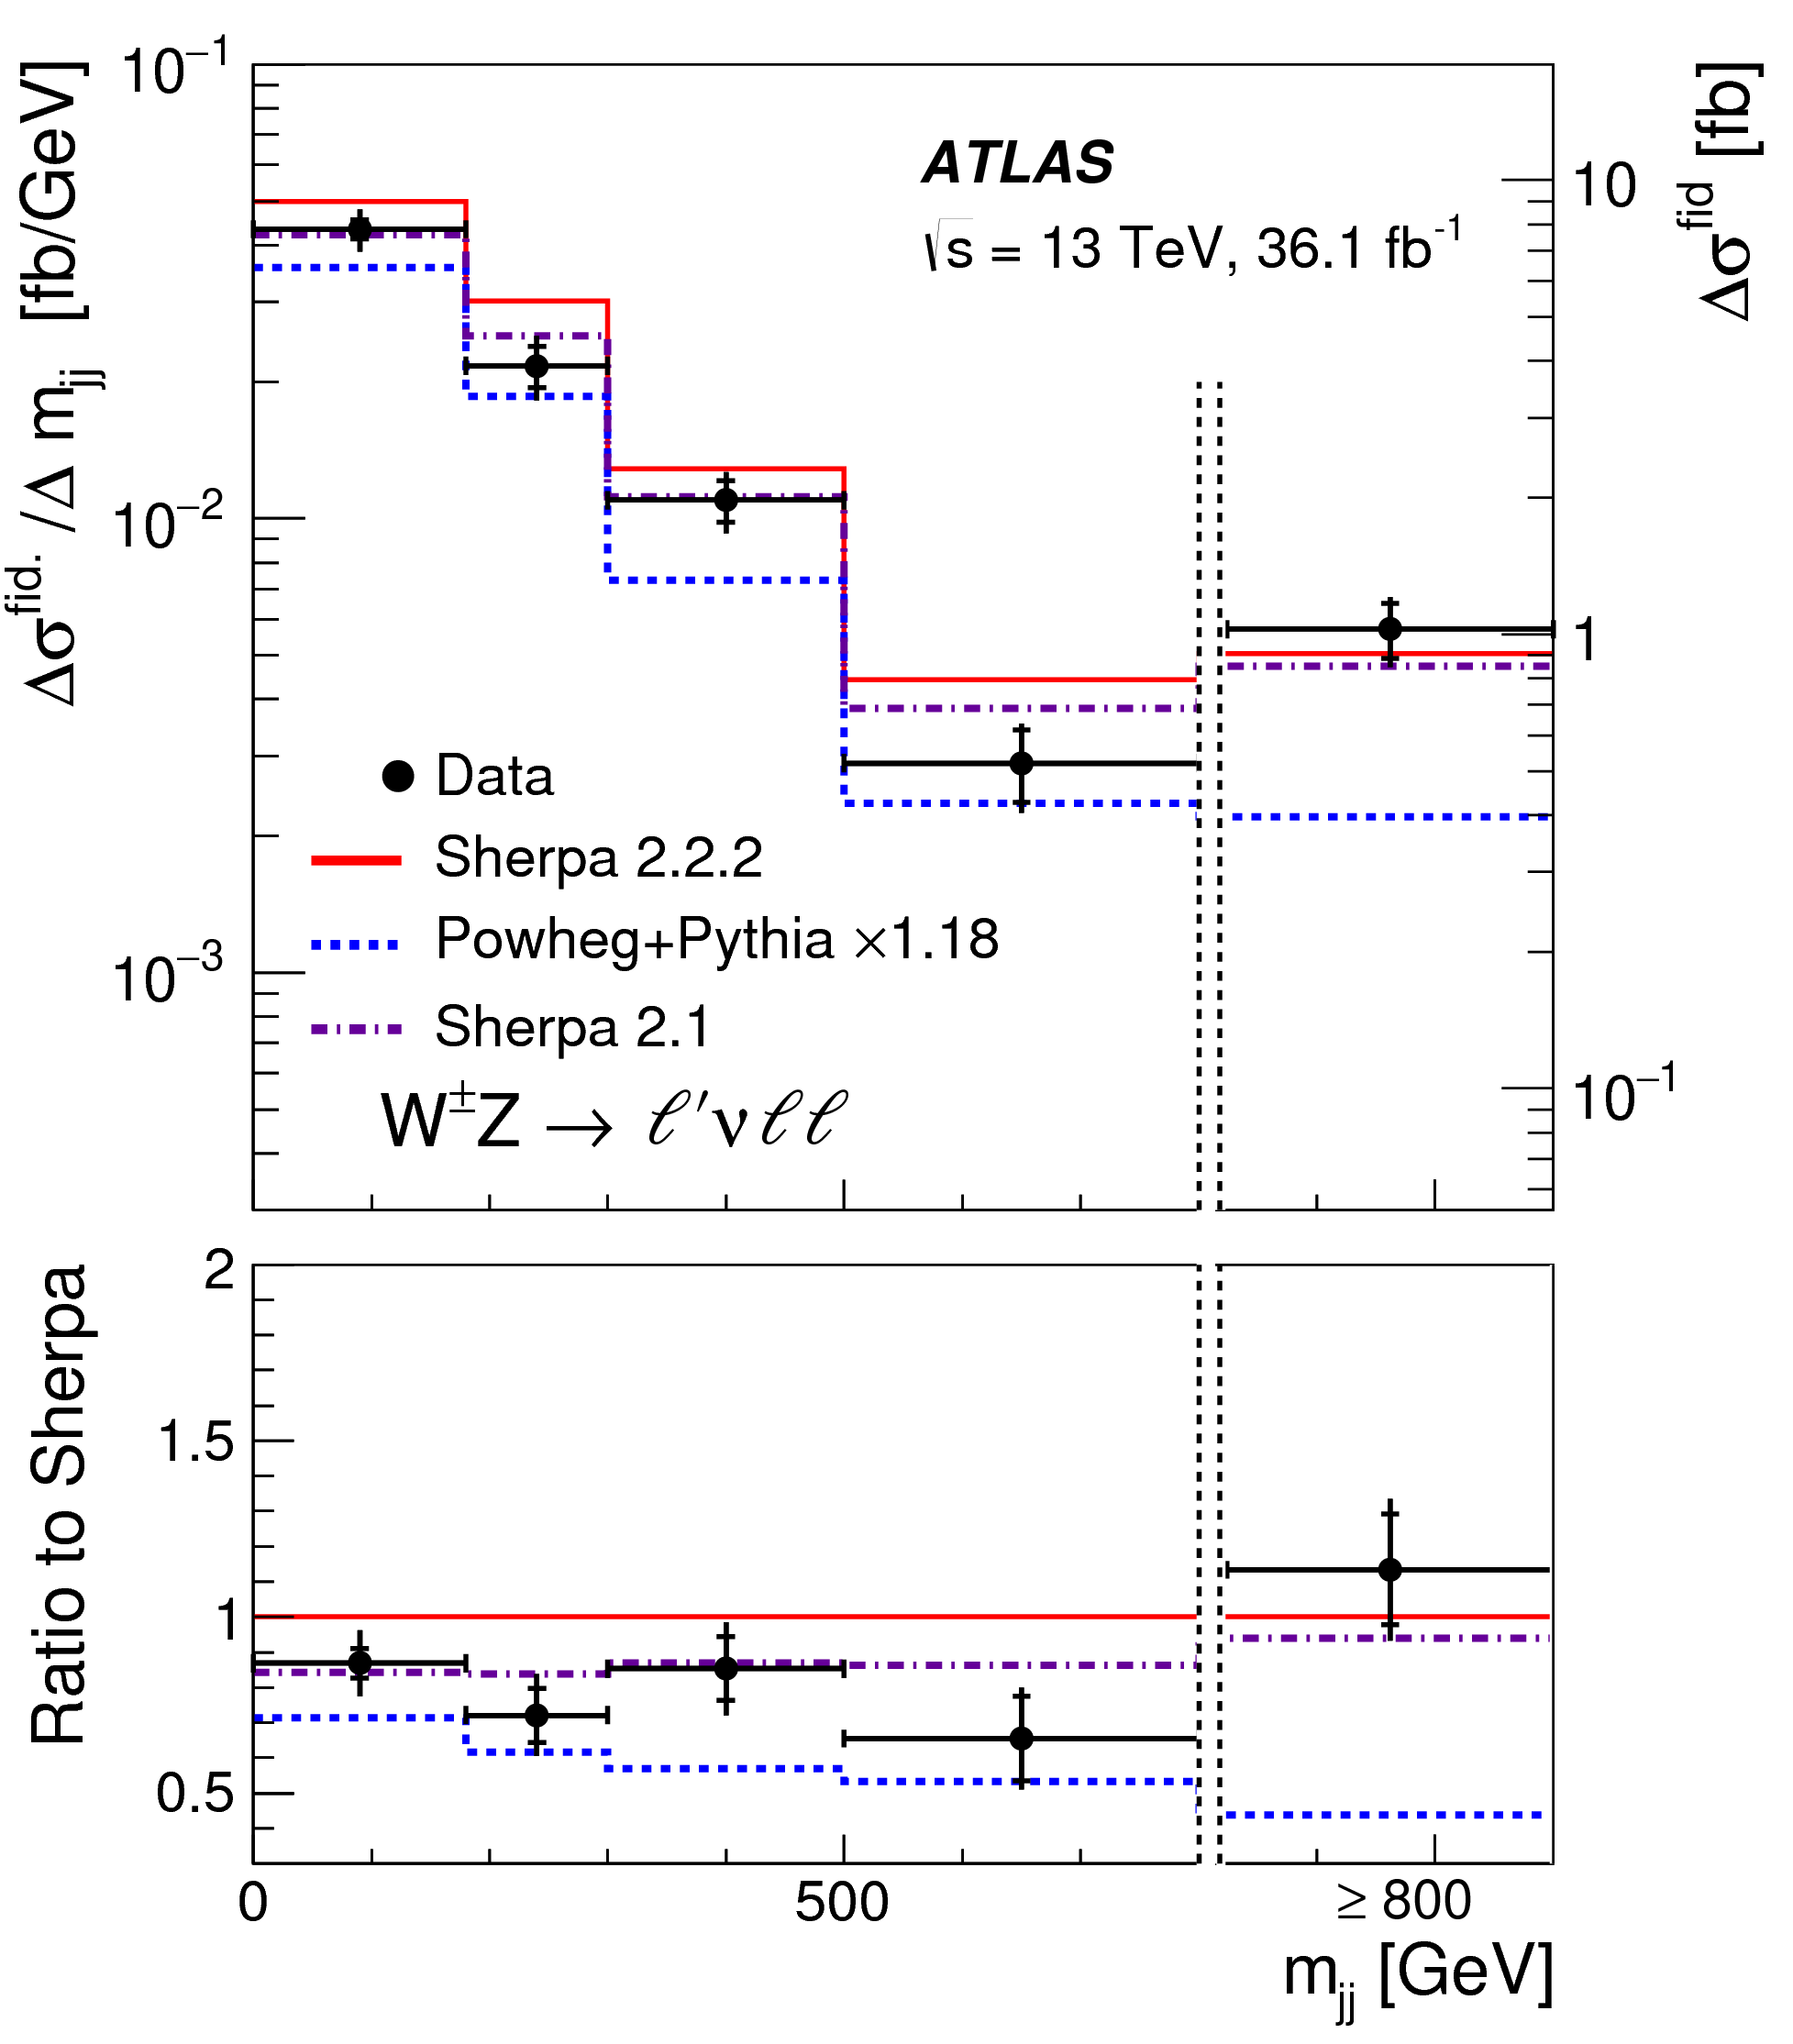 Δσ^fid. /Δ m_jj [fb/GeV]
Δσ^fid [fb]
10⁻¹
10⁻²
10⁻³
10
1
10⁻¹
ATLAS
√s = 13 TeV, 36.1 fb⁻¹
Data
Sherpa 2.2.2
Powheg+Pythia ×1.18
Sherpa 2.1
W^±Z → ℓ′νℓℓ
Ratio to Sherpa
2
1.5
1
0.5
0 500 ≥ 800
m_jj [GeV]